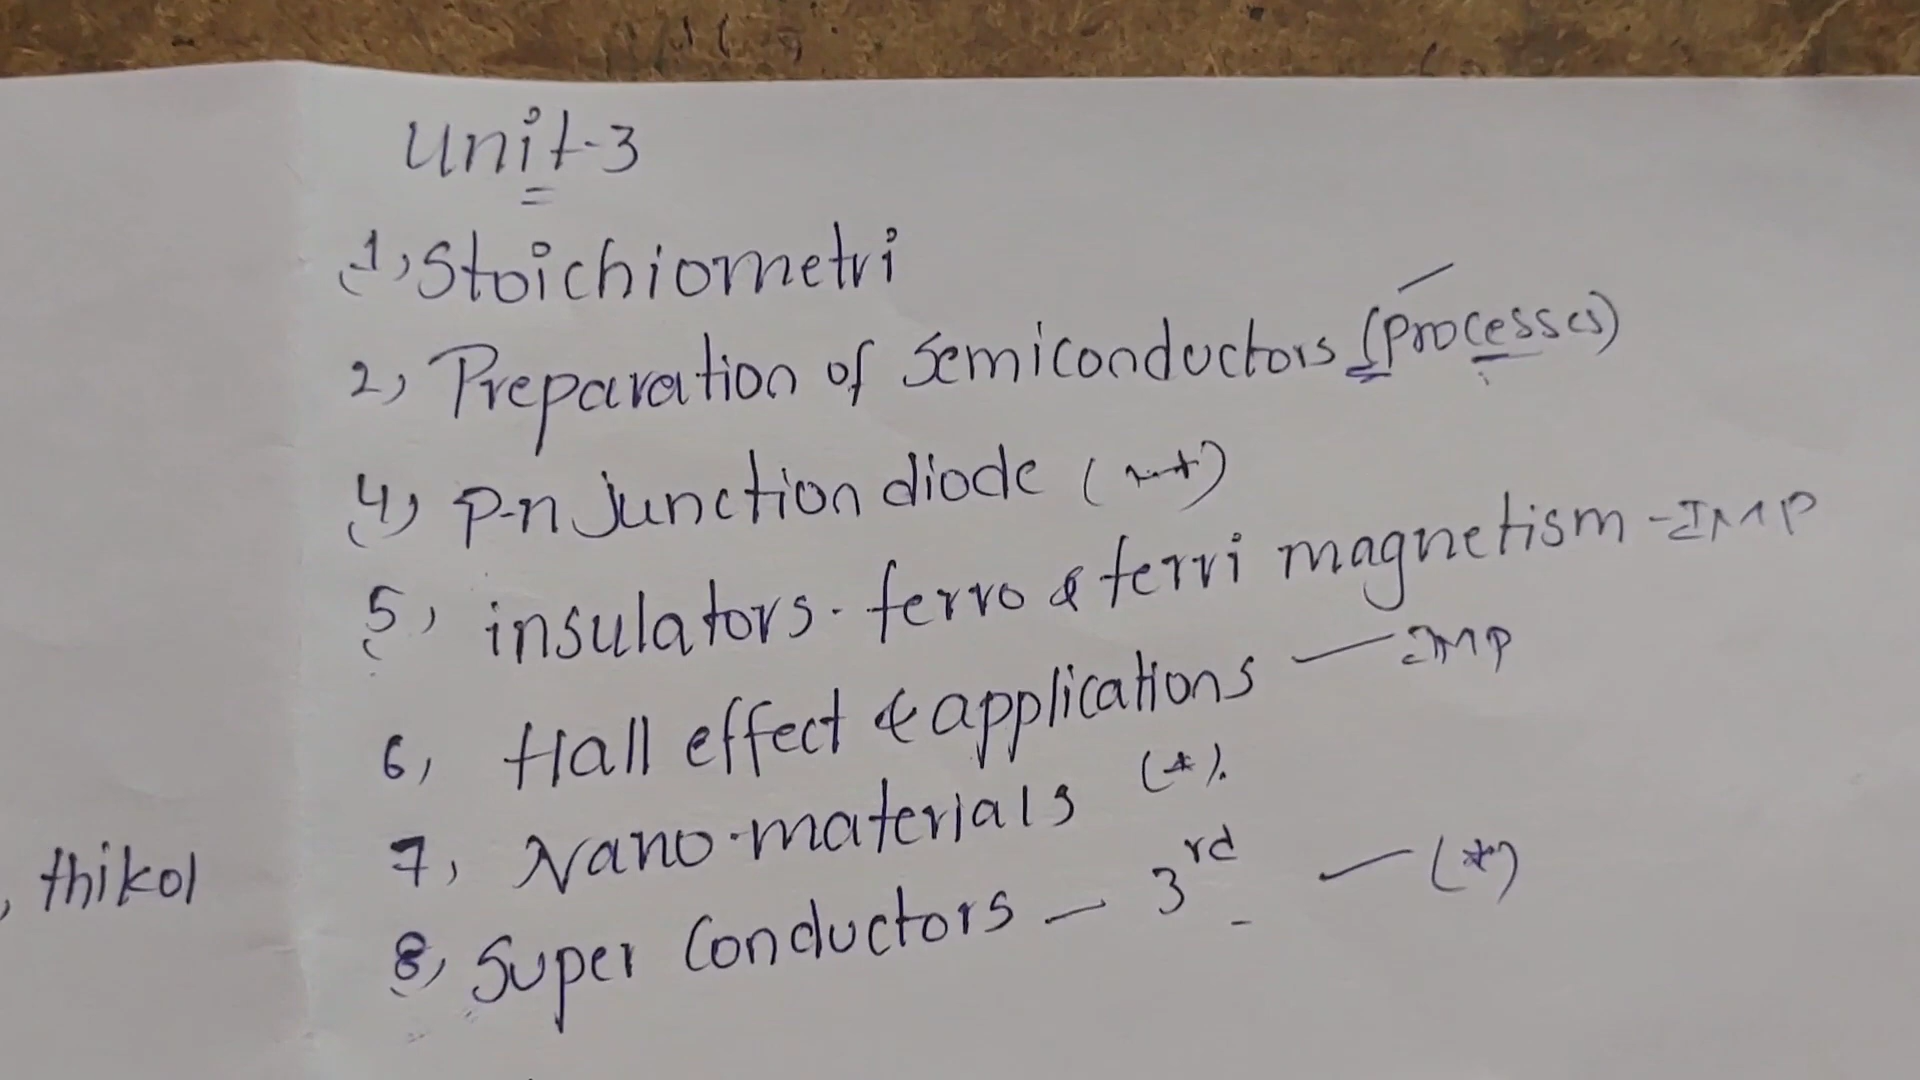 Unit-3
1, Stoichiometri
2, Preparation of Semiconductors (Processes)
4, P-n junction diode
5, insulators - ferro & ferri magnetism - IMP
6, Hall effect & applications — IMP
7, Nano-materials (*).
, thikol
8, Super Conductors — 3rd — (*)